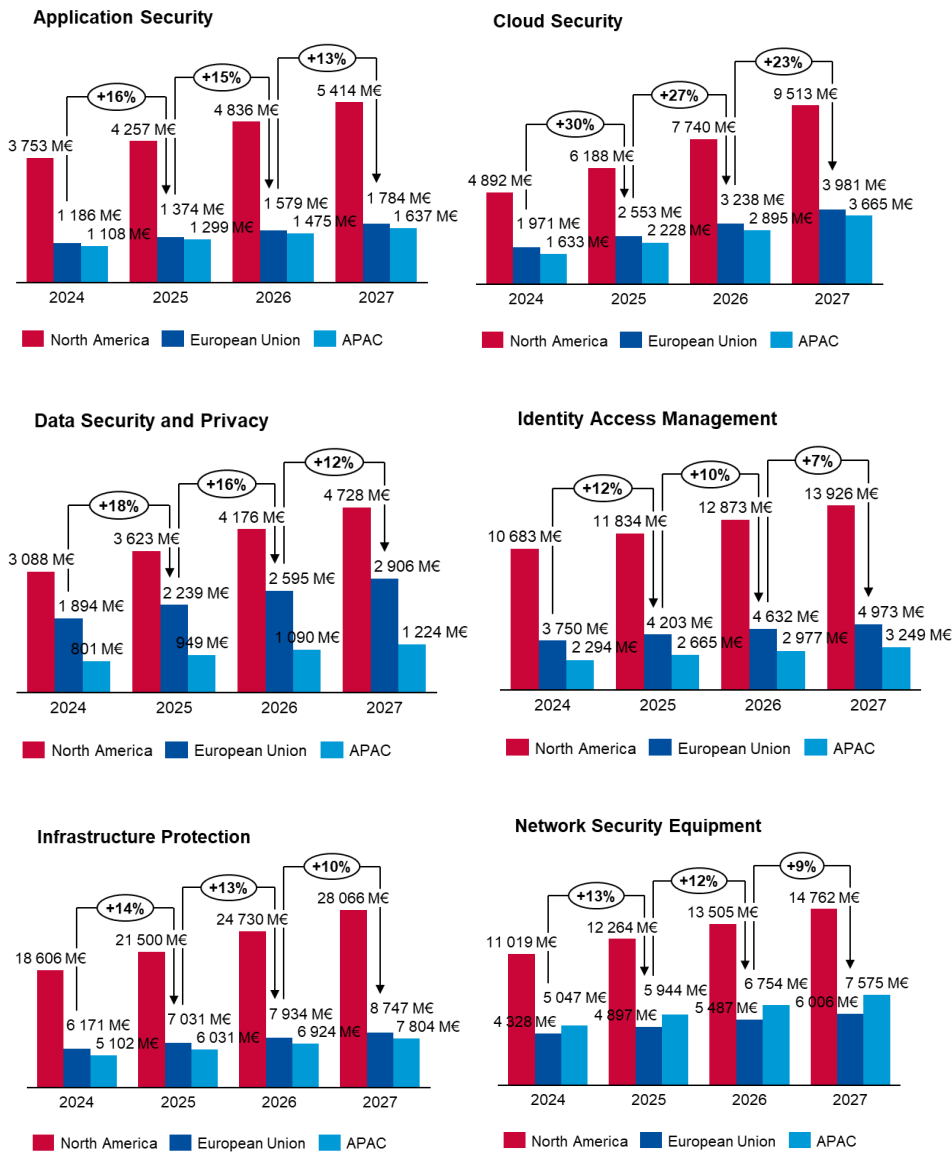 Application Security
+16%
+15%
+13%
3 753 M€
4 257 M€
4 836 M€
5 414 M€
1 186 M€
1 374 M€
1 579 M€
1 784 M€
1 108 M€
1 299 M€
1 475 M€
1 637 M€
2024 2025 2026 2027
North America European Union APAC
Cloud Security
+30%
+27%
+23%
4 892 M€
6 188 M€
7 740 M€
9 513 M€
1 971 M€
2 553 M€
3 238 M€
3 981 M€
1 633 M€
2 228 M€
2 895 M€
3 665 M€
2024 2025 2026 2027
North America European Union APAC
Data Security and Privacy
+18%
+16%
+12%
3 088 M€
3 623 M€
4 176 M€
4 728 M€
1 894 M€
2 239 M€
2 595 M€
2 906 M€
801 M€
949 M€
1 090 M€
1 224 M€
2024 2025 2026 2027
North America European Union APAC
Identity Access Management
+12%
+10%
+7%
10 683 M€
11 834 M€
12 873 M€
13 926 M€
3 750 M€
4 203 M€
4 632 M€
4 973 M€
2 294 M€
2 665 M€
2 977 M€
3 249 M€
2024 2025 2026 2027
North America European Union APAC
Infrastructure Protection
+14%
+13%
+10%
18 606 M€
21 500 M€
24 730 M€
28 066 M€
6 171 M€
7 031 M€
7 934 M€
8 747 M€
5 102 M€
6 031 M€
6 924 M€
7 804 M€
2024 2025 2026 2027
North America European Union APAC
Network Security Equipment
+13%
+12%
+9%
11 019 M€
12 264 M€
13 505 M€
14 762 M€
5 047 M€
5 944 M€
6 754 M€
7 575 M€
4 328 M€
4 897 M€
5 487 M€
6 006 M€
2024 2025 2026 2027
North America European Union APAC